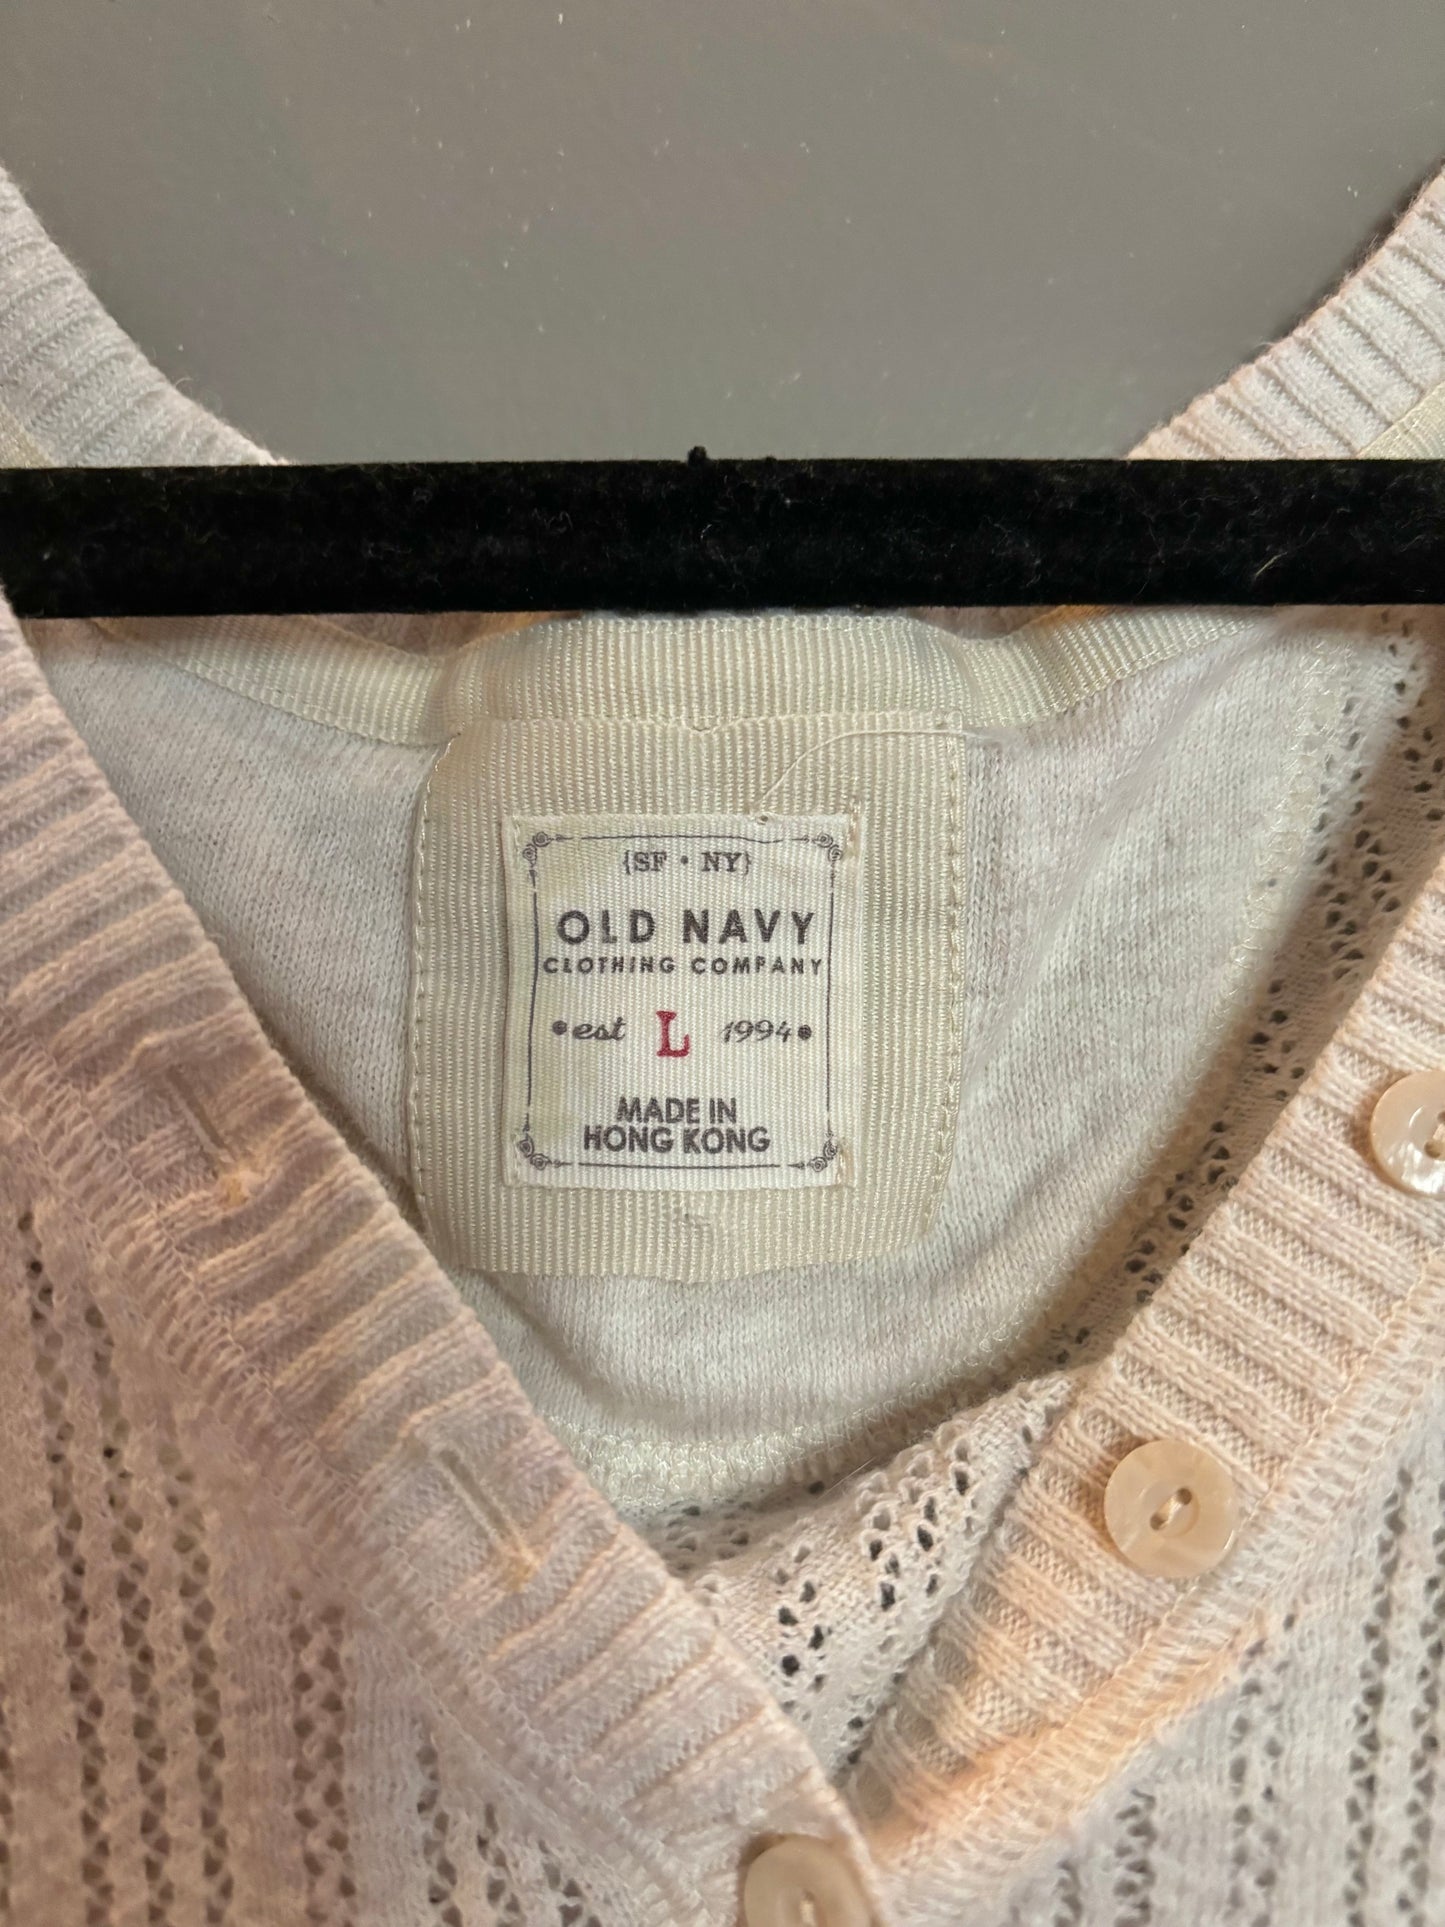 {SF • NY}
OLD NAVY
CLOTHING COMPANY
•est L 1994•
MADE IN
HONG KONG